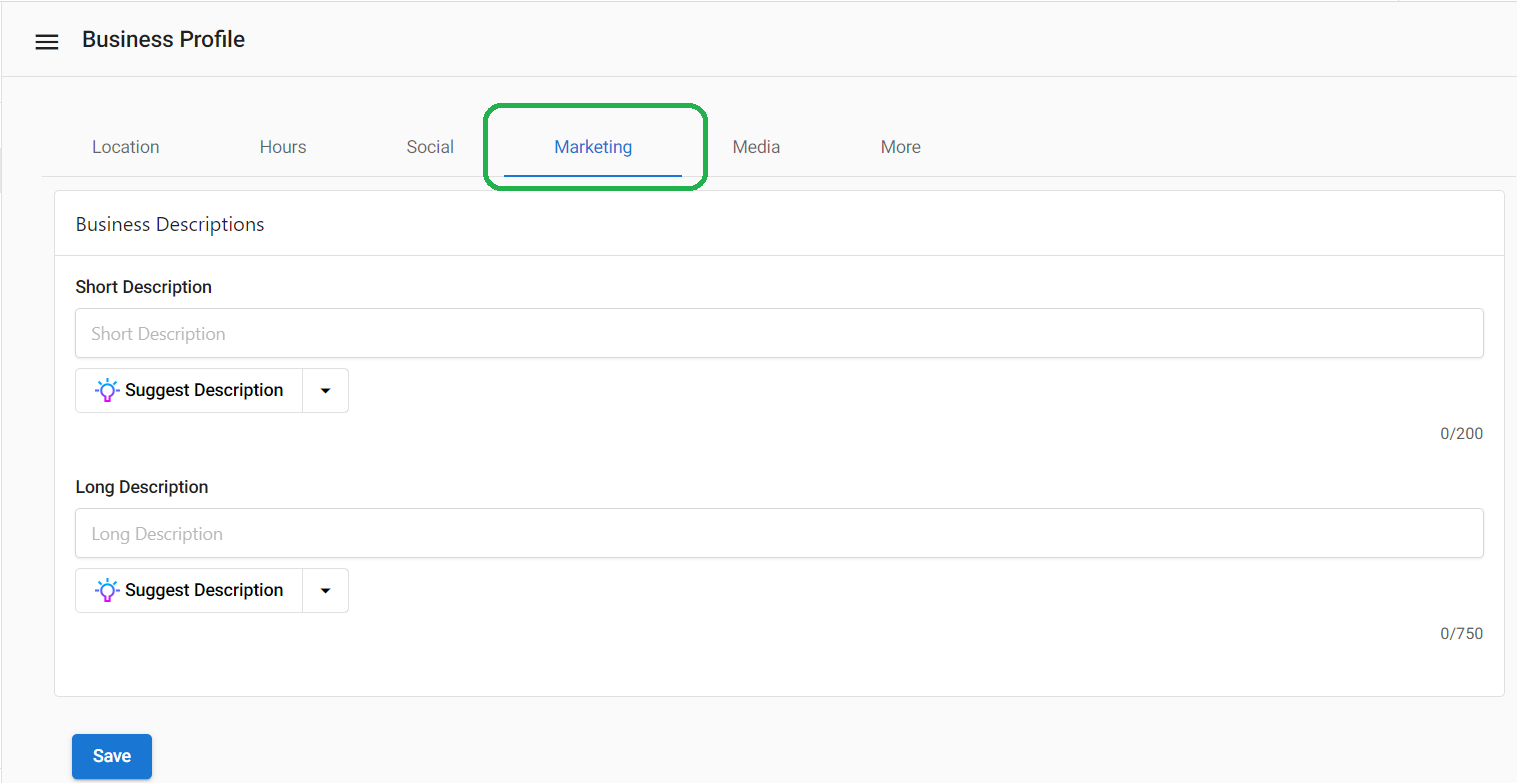 Business Profile
Location Hours Social Marketing Media More
Business Descriptions
Short Description
Short Description
Suggest Description
0/200
Long Description
Long Description
Suggest Description
0/750
Save